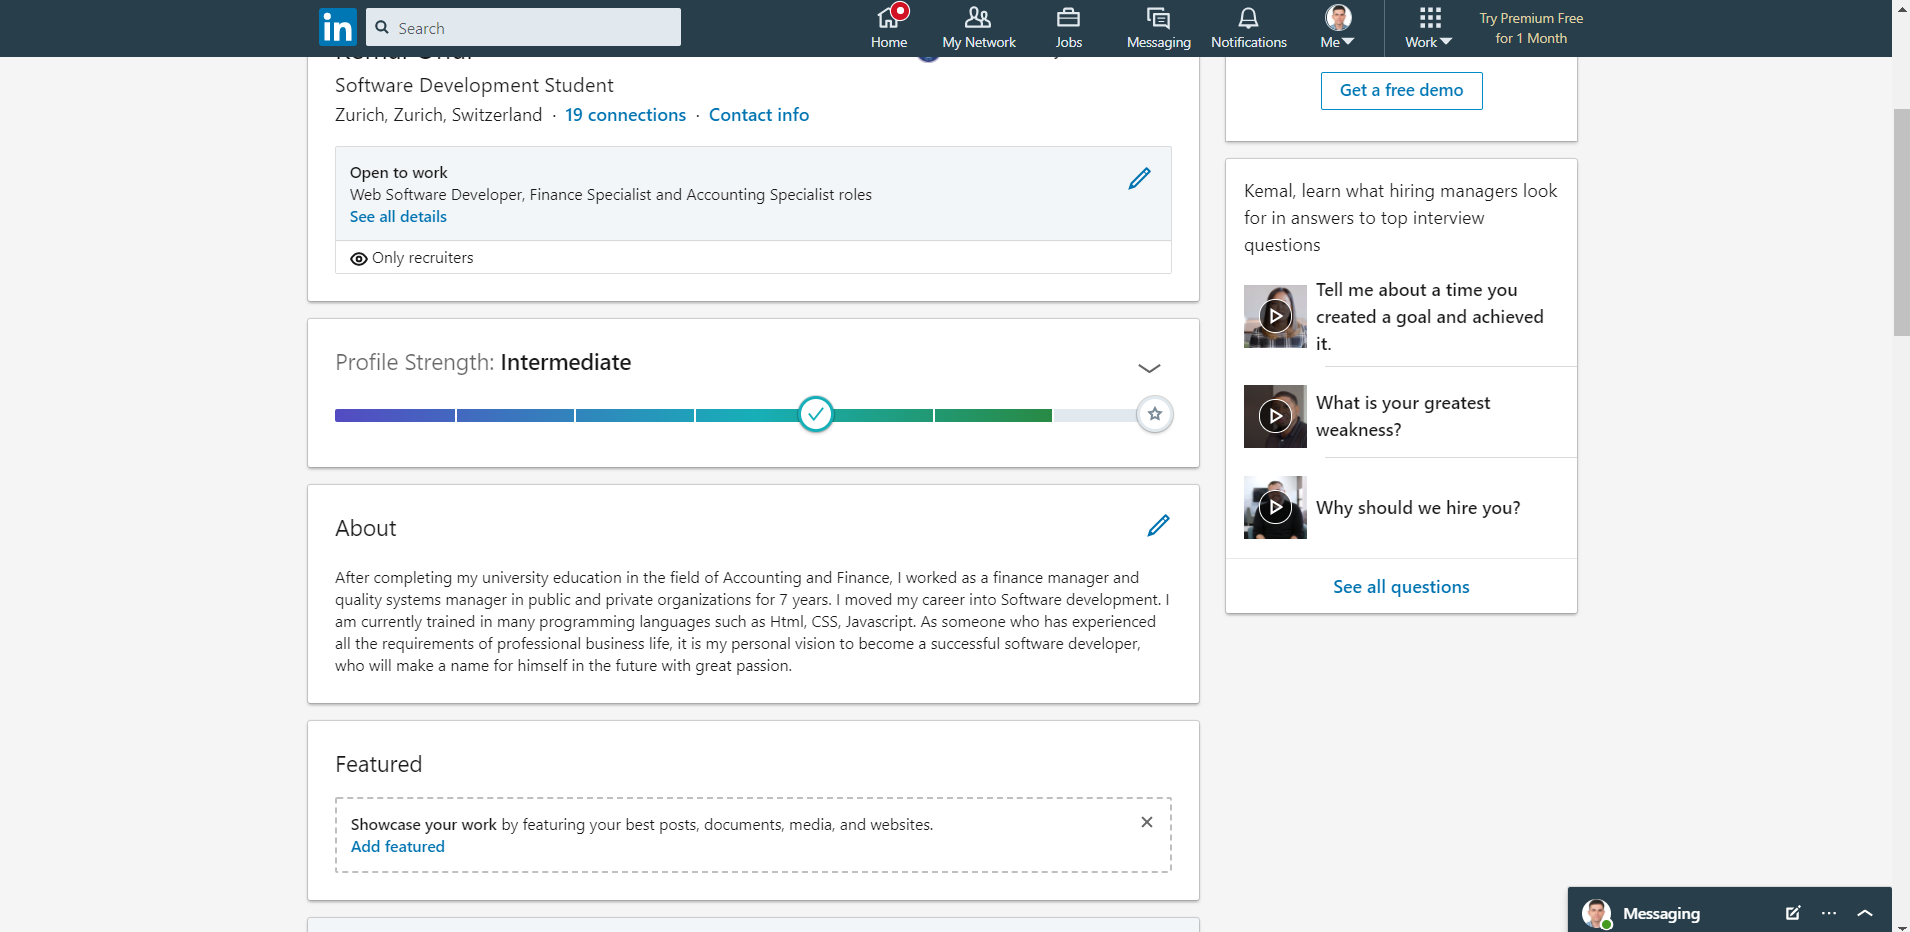 in
Search
Home
My Network
Jobs
Messaging
Notifications
Me
Work
Try Premium Free
for 1 Month
Software Development Student
Zurich, Zurich, Switzerland · 19 connections · Contact info
Open to work
Web Software Developer, Finance Specialist and Accounting Specialist roles
See all details
Only recruiters
Profile Strength: Intermediate
About
After completing my university education in the field of Accounting and Finance, I worked as a finance manager and
quality systems manager in public and private organizations for 7 years. I moved my career into Software development. I
am currently trained in many programming languages such as Html, CSS, Javascript. As someone who has experienced
all the requirements of professional business life, it is my personal vision to become a successful software developer,
who will make a name for himself in the future with great passion.
Featured
Showcase your work by featuring your best posts, documents, media, and websites.
Add featured
Get a free demo
Kemal, learn what hiring managers look
for in answers to top interview
questions
Tell me about a time you
created a goal and achieved
it.
What is your greatest
weakness?
Why should we hire you?
See all questions
Messaging